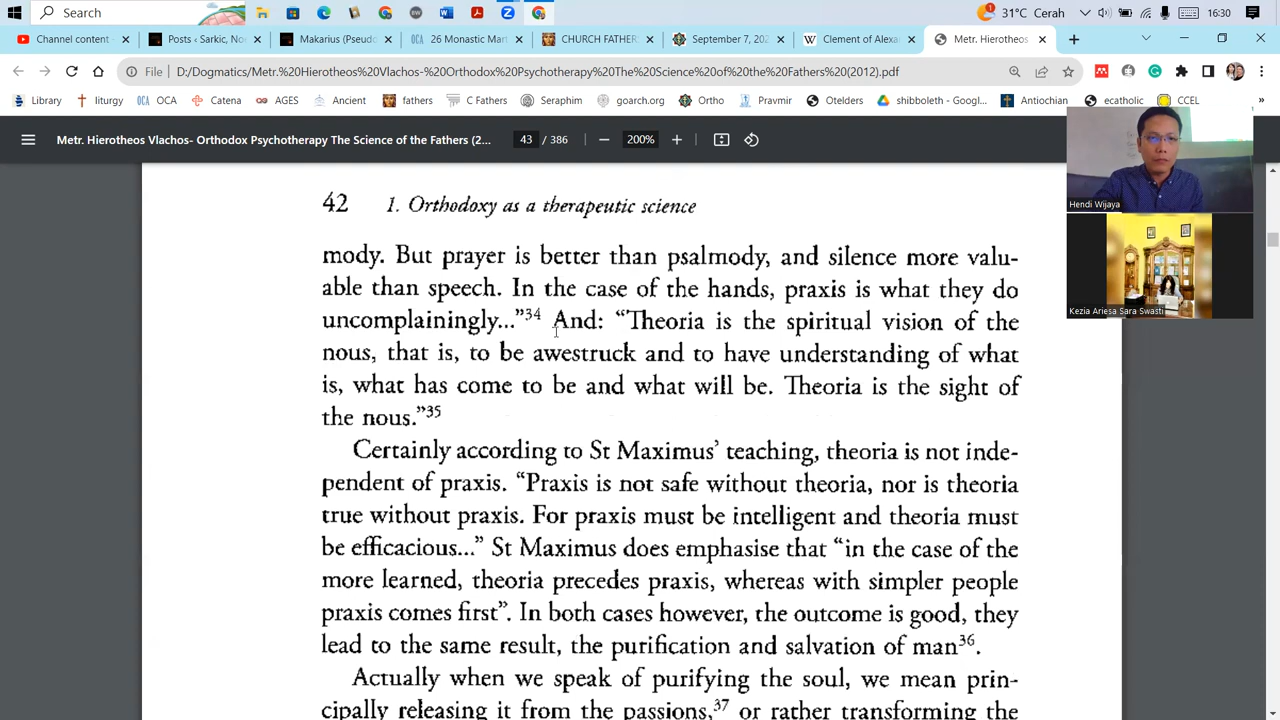 Search
31°C Cerah
16:30
Channel content -
Posts ‹ Sarkic, No
Makarius (Pseudo
26 Monastic Mar
CHURCH FATHER
September 7, 202
Clement of Alexa
Metr. Hierotheos
File
D:/Dogmatics/Metr.%20Hierotheos%20Vlachos-%20Orthodox%20Psychotherapy%20The%20Science%20of%20the%20Fathers%20(2012).pdf
Library
liturgy
OCA
Catena
AGES
Ancient
fathers
C Fathers
Seraphim
goarch.org
Ortho
Pravmir
Otelders
shibboleth - Googl...
Antiochian
ecatholic
CCEL
»
Metr. Hierotheos Vlachos- Orthodox Psychotherapy The Science of the Fathers (2...
43 / 386
200%
Hendi Wijaya
Kezia Ariesa Sara Swasti
42 1. Orthodoxy as a therapeutic science
mody. But prayer is better than psalmody, and silence more valu-
able than speech. In the case of the hands, praxis is what they do
uncomplainingly...”34 And: “Theoria is the spiritual vision of the
nous, that is, to be awestruck and to have understanding of what
is, what has come to be and what will be. Theoria is the sight of
the nous.”35
Certainly according to St Maximus’ teaching, theoria is not inde-
pendent of praxis. “Praxis is not safe without theoria, nor is theoria
true without praxis. For praxis must be intelligent and theoria must
be efficacious...” St Maximus does emphasise that “in the case of the
more learned, theoria precedes praxis, whereas with simpler people
praxis comes first”. In both cases however, the outcome is good, they
lead to the same result, the purification and salvation of man36.
Actually when we speak of purifying the soul, we mean prin-
cipally releasing it from the passions,37 or rather transforming the